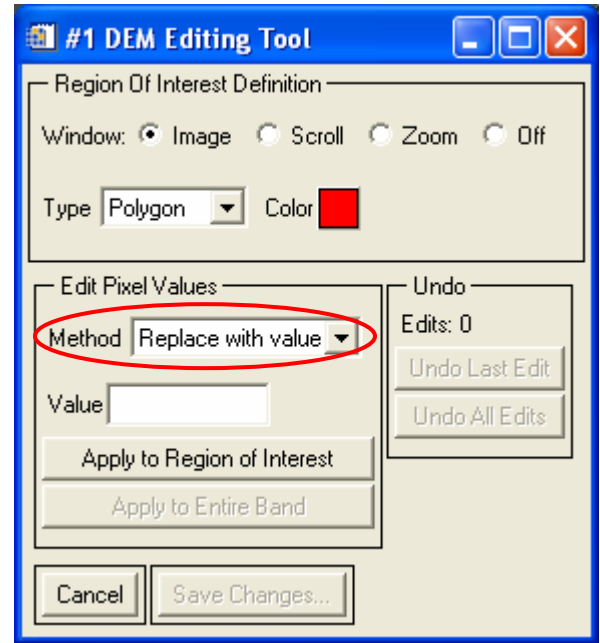 #1 DEM Editing Tool
Region Of Interest Definition
Window: Image Scroll Zoom Off
Type Polygon Color
Edit Pixel Values
Method Replace with value
Value
Apply to Region of Interest
Apply to Entire Band
Undo
Edits: 0
Undo Last Edit
Undo All Edits
Cancel Save Changes...